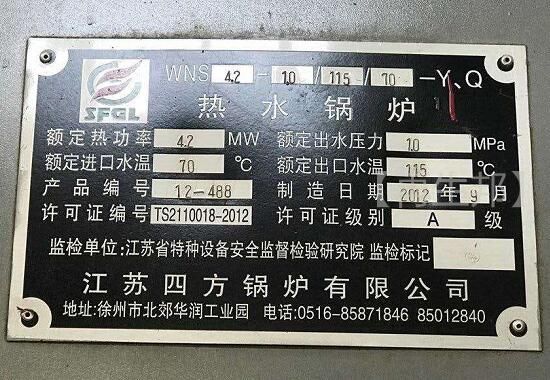 SFGL
WNS 4.2-1.0/115/70-Y、Q
热水锅炉
额定热功率 4.2 MW 额定出水压力 1.0 MPa
额定进口水温 70 ℃ 额定出口水温 115 ℃
产品编号 12-488 制造日期 2012 年 9 月
许可证编号 TS2110018-2012 许可证级别 A 级
监检单位:江苏省特种设备安全监督检验研究院 监检标记
江苏四方锅炉有限公司
地址:徐州市北郊华润工业园 电话:0516-85871846 85012840